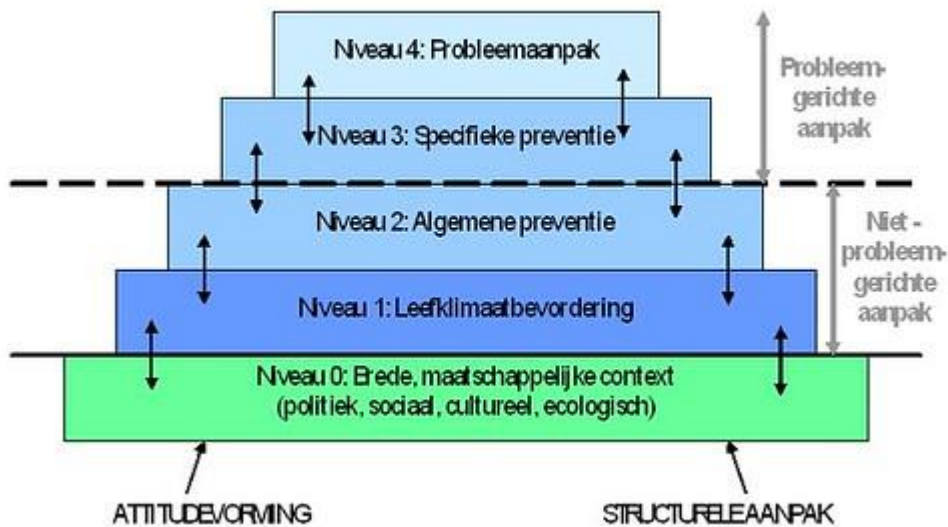 Niveau 4: Probleemaanpak
Probleem-
gerichte
aanpak
Niveau 3: Specifieke preventie
Niveau 2: Algemene preventie
Niet -
probleem-
gerichte
aanpak
Niveau 1: Leefklimaatbevordering
Niveau 0: Brede, maatschappelijke context
(politiek, sociaal, cultureel, ecologisch)
ATTITUDEVORMING
STRUCTURELE AANPAK